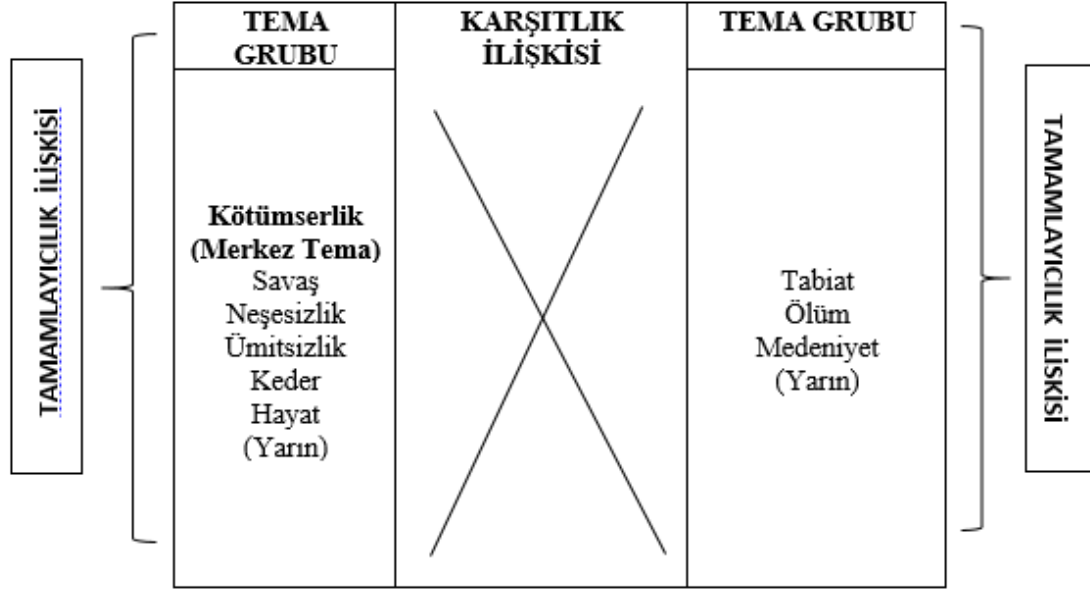 TAMAMLAYICILIK İLİŞKİSİ
TEMA
GRUBU
Kötümserlik
(Merkez Tema)
Savaş
Neşesizlik
Ümitsizlik
Keder
Hayat
(Yarın)
KARŞITLIK
İLİŞKİSİ
TEMA GRUBU
Tabiat
Ölüm
Medeniyet
(Yarın)
TAMAMLAYICILIK İLİSKİSİ